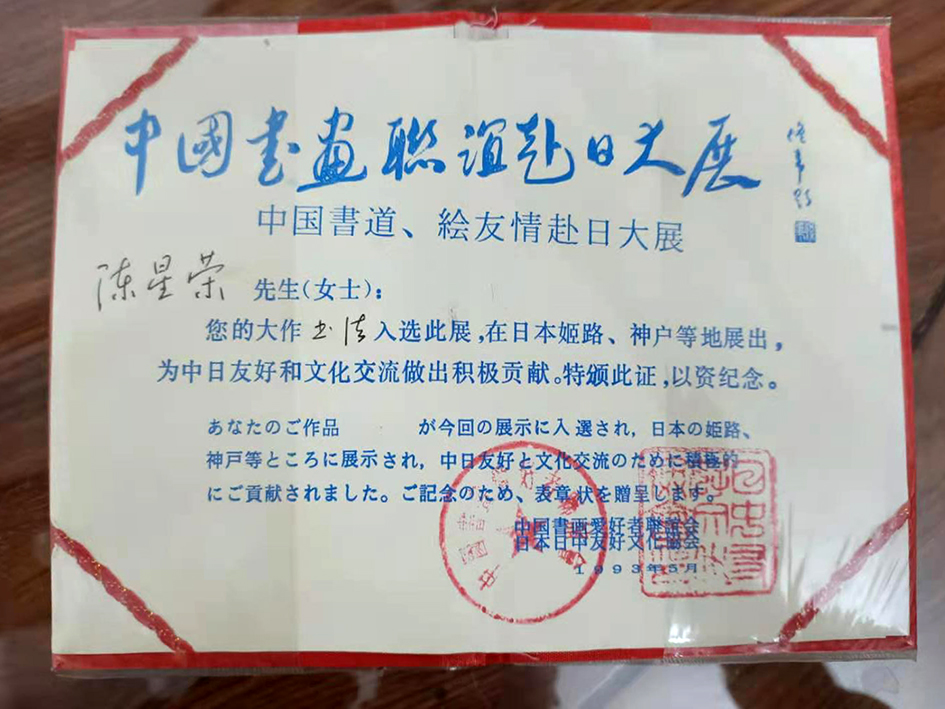 中國书畫聯誼赴日大展
中国書道、絵友情赴日大展
陈星荣 先生(女士):
您的大作 书法 入选此展,在日本姬路、神户等地展出,
为中日友好和文化交流做出积极贡献。特颁此证,以资纪念。
あなたのご作品 が今回の展示に入選され, 日本の姫路、
神戸等ところに展示され, 中日友好と文化交流のために積極的
にご貢献されました。ご記念のため、表章状を贈呈します。
中国書画愛好者聯誼会
日本日中友好文化協会
1993年5月